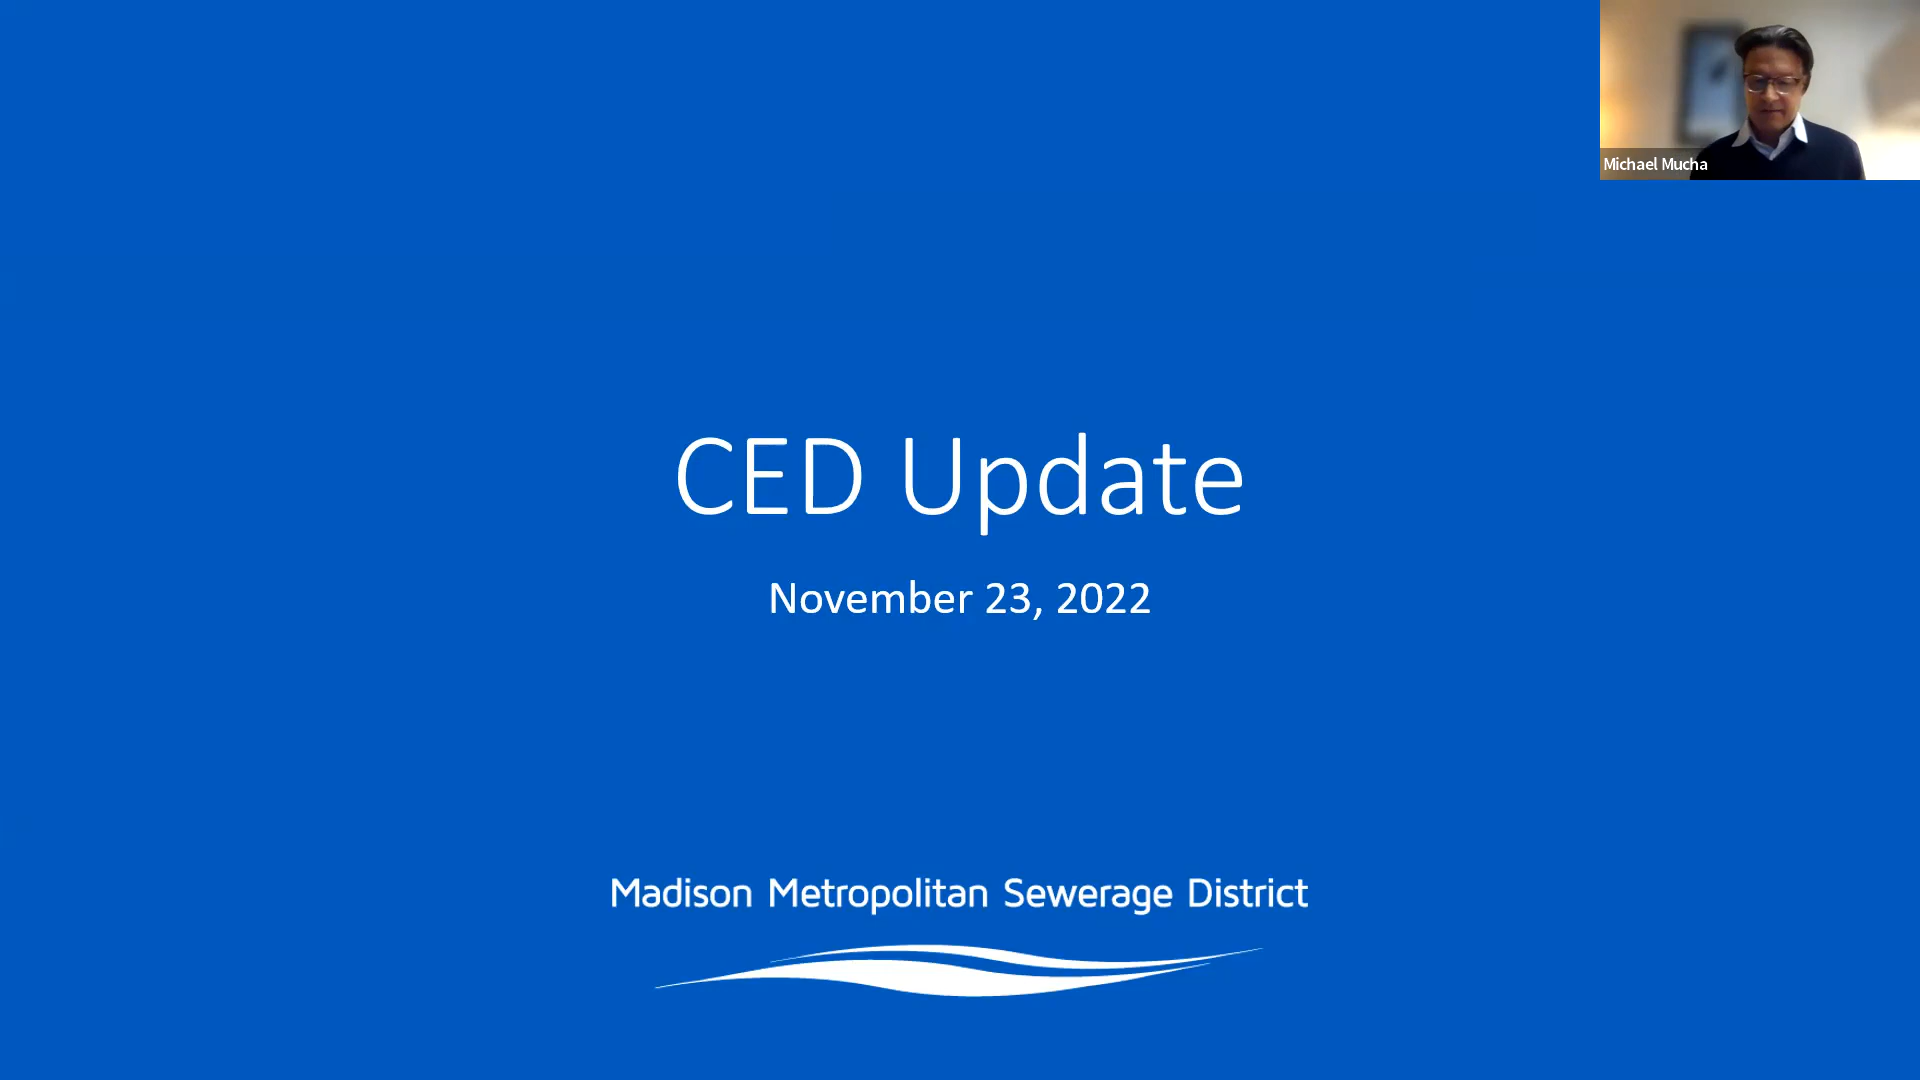 Michael Mucha
CED Update
November 23, 2022
Madison Metropolitan Sewerage District